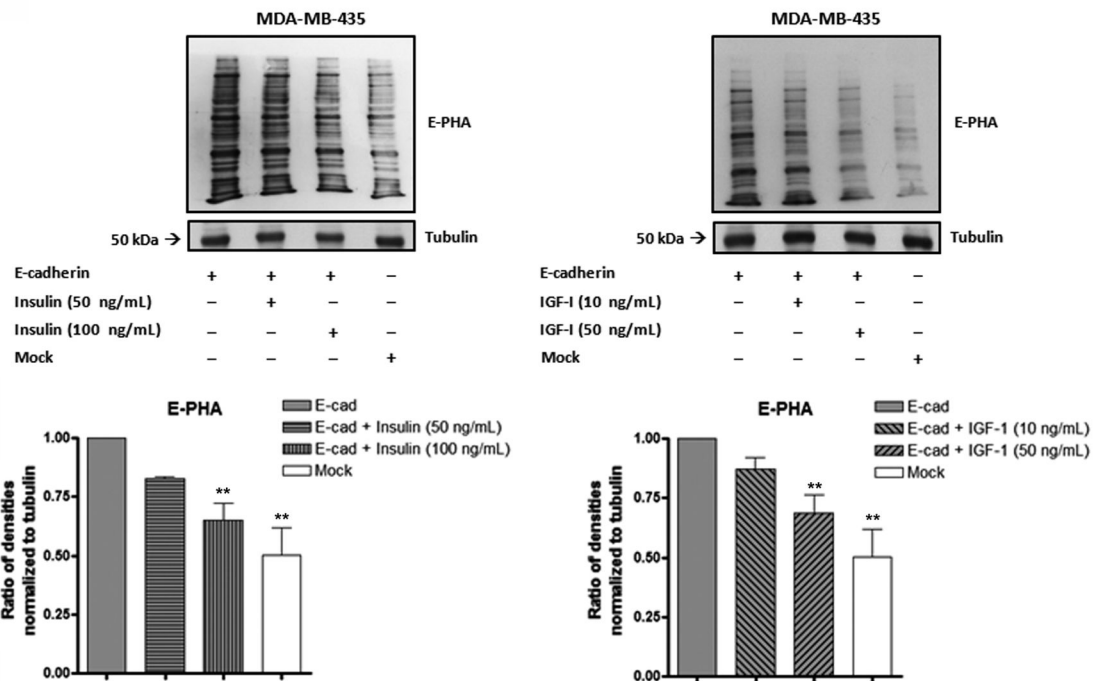 MDA-MB-435
E-PHA
50 kDa → Tubulin
E-cadherin + + + –
Insulin (50 ng/mL) – + – –
Insulin (100 ng/mL) – – + –
Mock – – – +
E-PHA
E-cad
E-cad + Insulin (50 ng/mL)
E-cad + Insulin (100 ng/mL)
Mock
Ratio of densities
normalized to tubulin
1.00
0.75
0.50
0.25
0.00
**
**
MDA-MB-435
E-PHA
50 kDa → Tubulin
E-cadherin + + + –
IGF-I (10 ng/mL) – + – –
IGF-I (50 ng/mL) – – + –
Mock – – – +
E-PHA
E-cad
E-cad + IGF-1 (10 ng/mL)
E-cad + IGF-1 (50 ng/mL)
Mock
Ratio of densities
normalized to tubulin
1.00
0.75
0.50
0.25
0.00
**
**